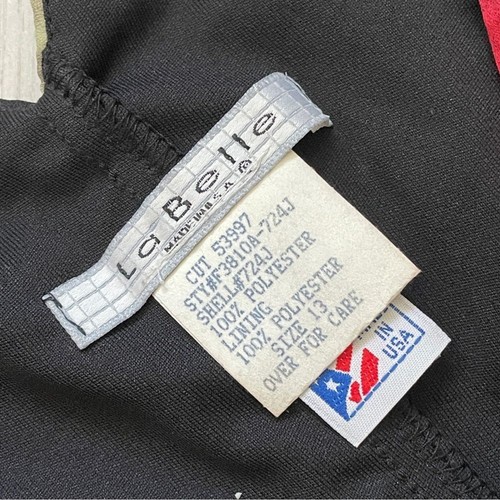 La Belle
MADE IN U.S.A.
CUT 53997
STY#F3810A-724J
SHELL#724J
100% POLYESTER
LINING
100% POLYESTER
SIZE 13
OVER FOR CARE
IN
USA